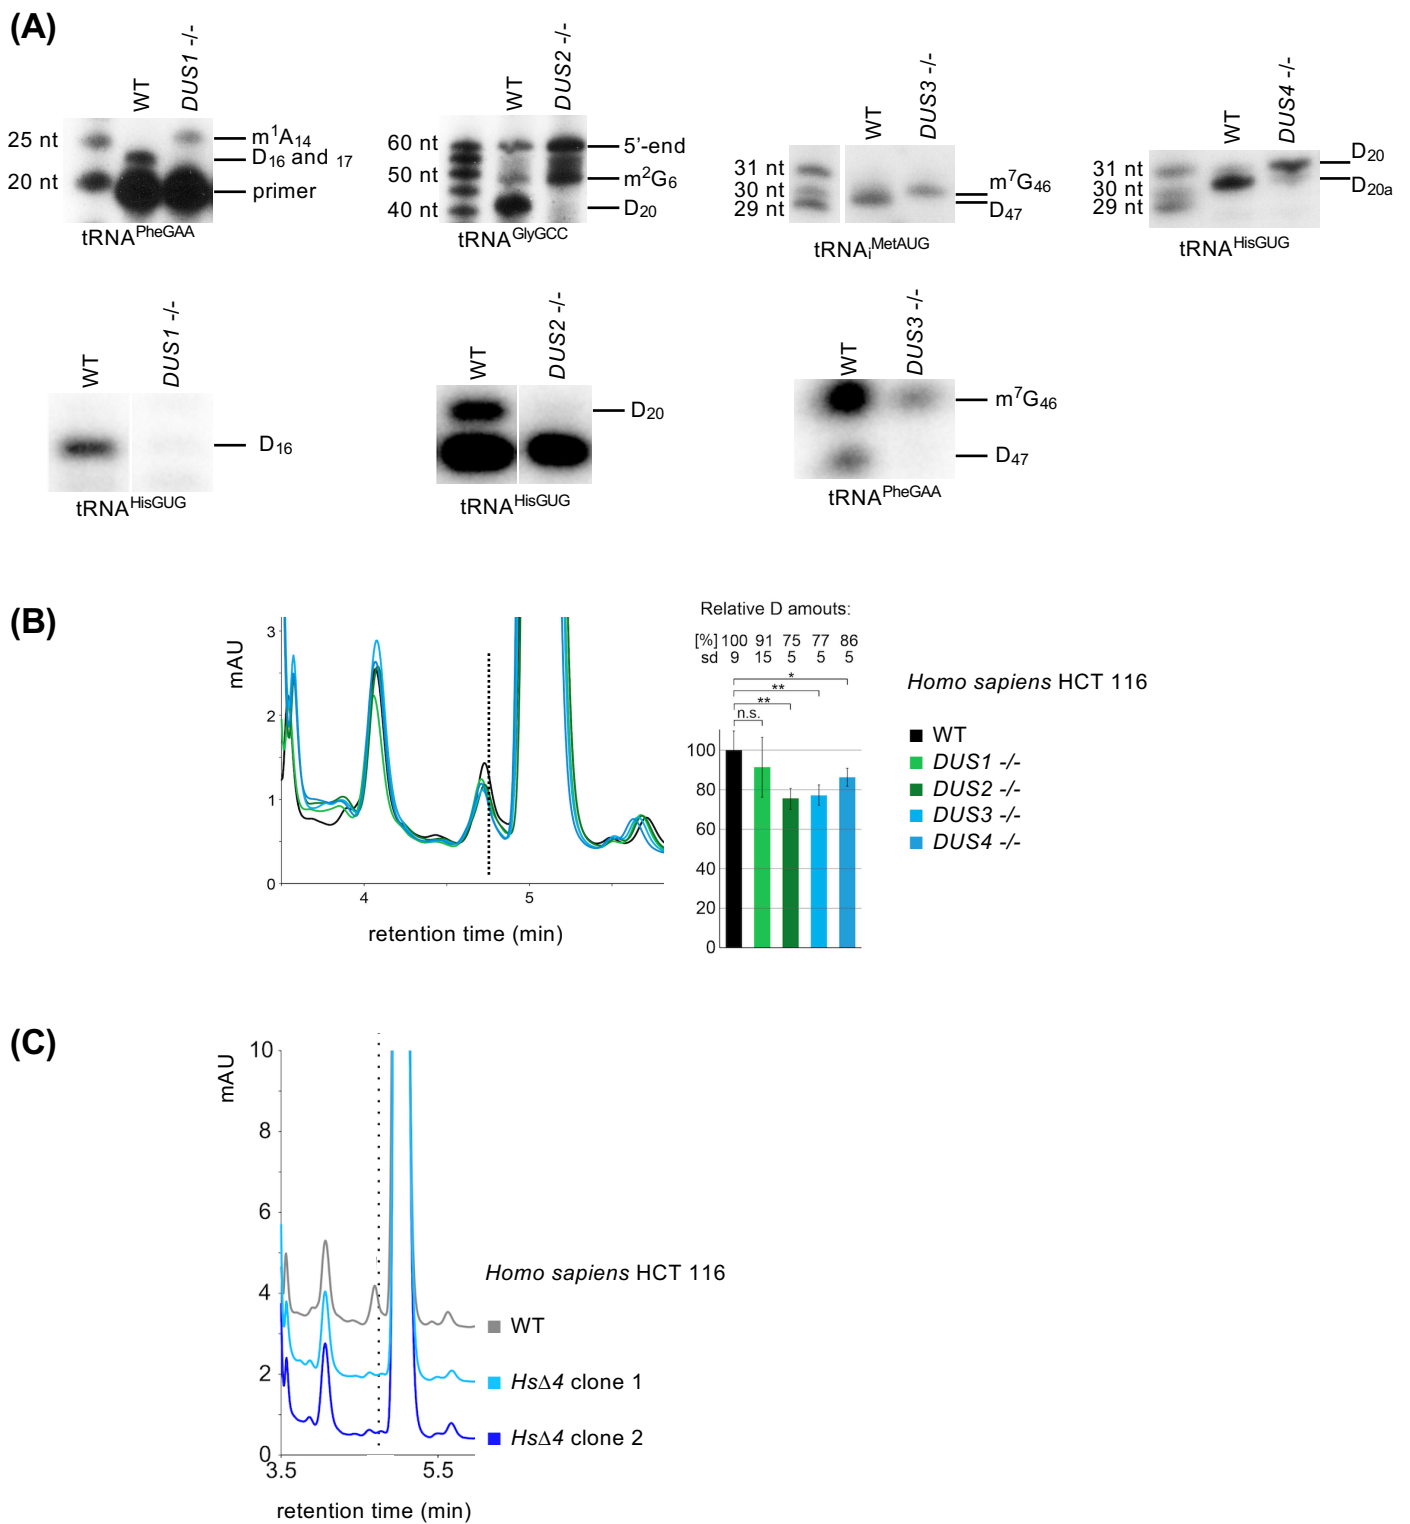 (A)
WT
DUS1 -/-
25 nt
20 nt
m1A14
D16 and 17
primer
tRNAPheGAA
WT
DUS2 -/-
60 nt
50 nt
40 nt
5’-end
m2G6
D20
tRNAGlyGCC
WT
DUS3 -/-
31 nt
30 nt
29 nt
m7G46
D47
tRNAiMetAUG
WT
DUS4 -/-
31 nt
30 nt
29 nt
D20
D20a
tRNAHisGUG
WT
DUS1 -/-
D16
tRNAHisGUG
WT
DUS2 -/-
D20
tRNAHisGUG
WT
DUS3 -/-
m7G46
D47
tRNAPheGAA
(B)
mAU
3
2
1
0
4
5
retention time (min)
Relative D amouts:
[%] 100 91 75 77 86
sd 9 15 5 5 5
*
**
**
n.s.
100
80
60
40
20
0
Homo sapiens HCT 116
WT
DUS1 -/-
DUS2 -/-
DUS3 -/-
DUS4 -/-
(C)
mAU
10
8
6
4
2
0
3.5
5.5
retention time (min)
Homo sapiens HCT 116
WT
HsΔ4 clone 1
HsΔ4 clone 2